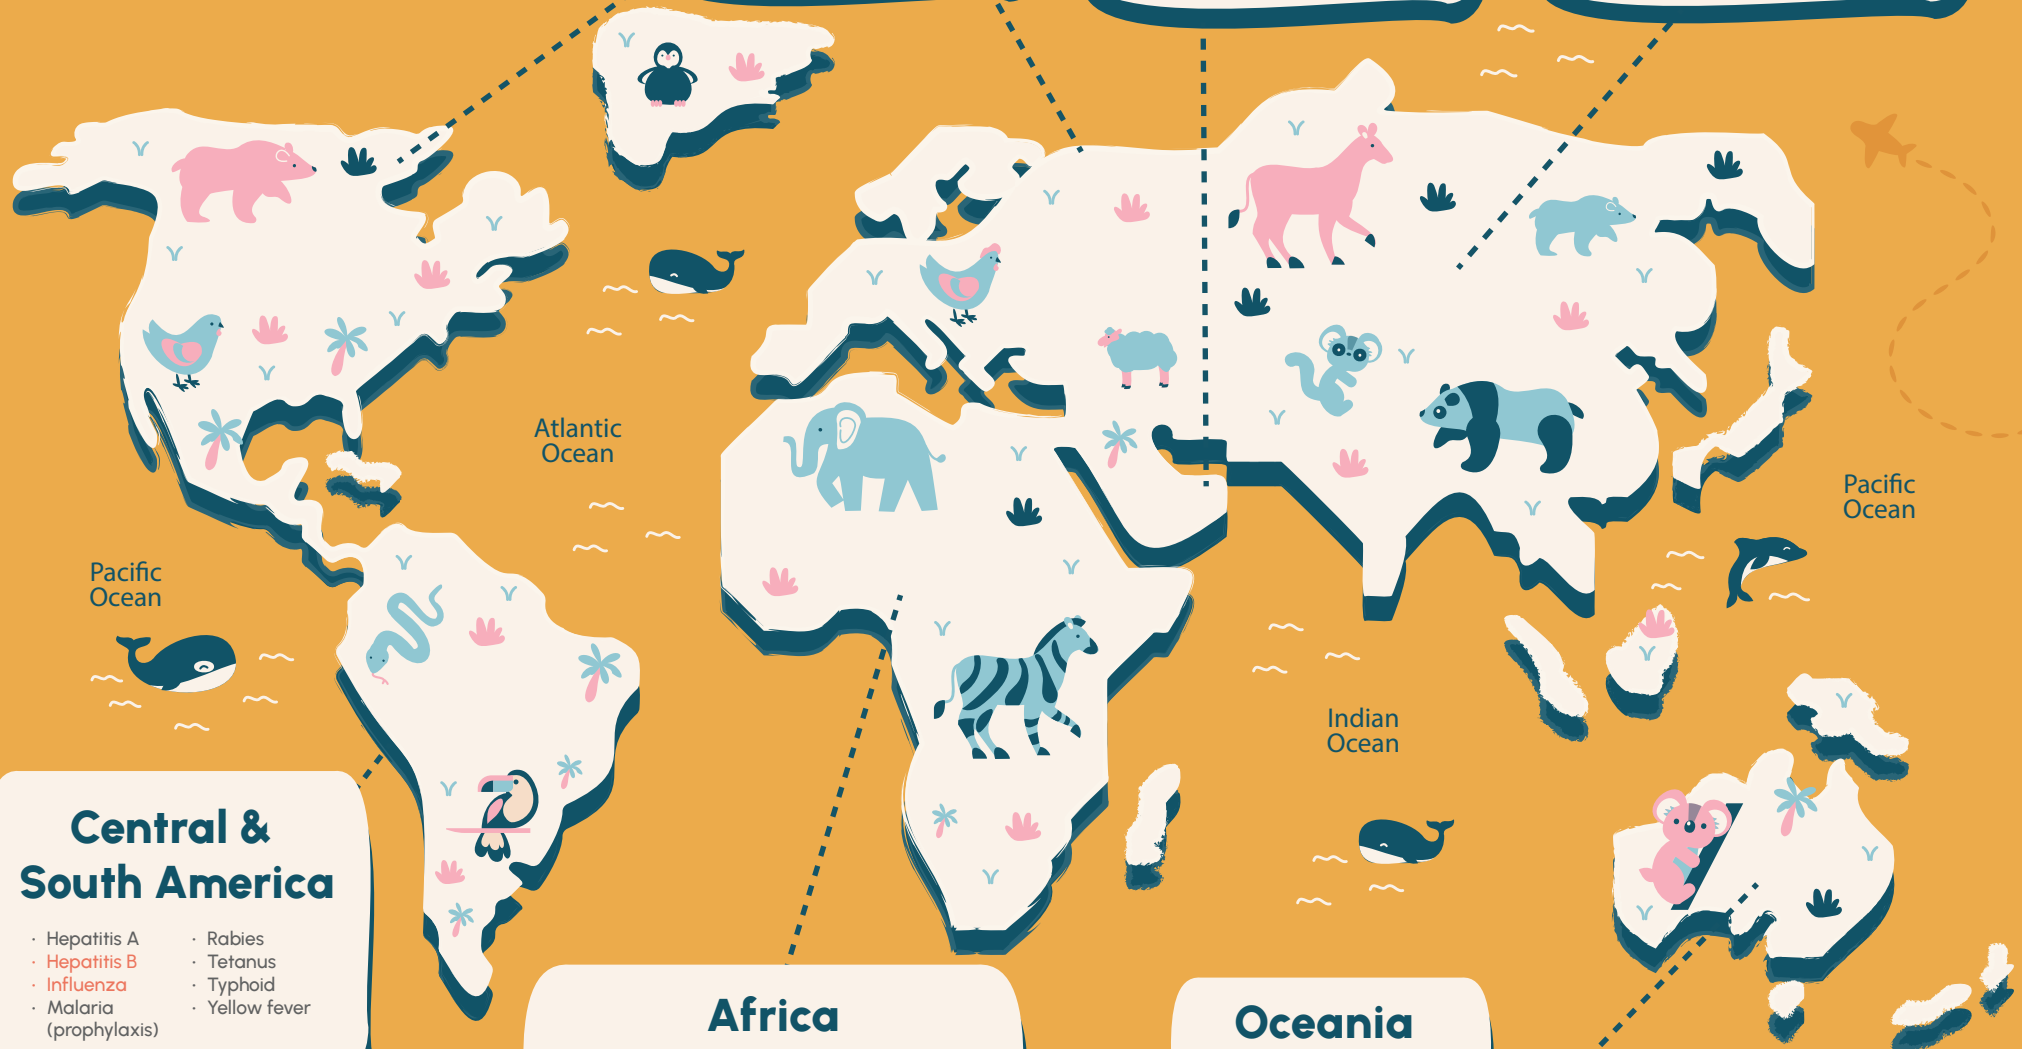 Atlantic
Ocean
Pacific
Ocean
Pacific
Ocean
Indian
Ocean
Central &
South America
· Hepatitis A
· Hepatitis B
· Influenza
· Malaria
(prophylaxis)
· Rabies
· Tetanus
· Typhoid
· Yellow fever
Africa
Oceania